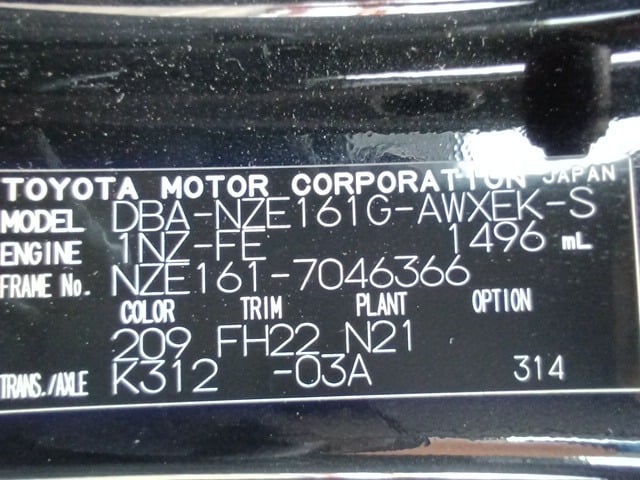 TOYOTA MOTOR CORPORATION JAPAN
MODEL DBA-NZE161G-AWXEK-S
ENGINE 1NZ-FE 1496 mL
FRAME No. NZE161-7046366
COLOR TRIM PLANT OPTION
209 FH22 N21
TRANS./AXLE K312 -03A 314